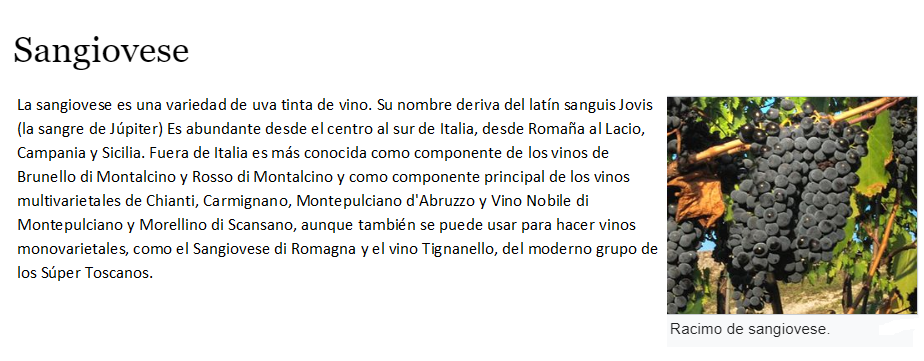 Sangiovese
La sangiovese es una variedad de uva tinta de vino. Su nombre deriva del latín sanguis Jovis
(la sangre de Júpiter) Es abundante desde el centro al sur de Italia, desde Romaña al Lacio,
Campania y Sicilia. Fuera de Italia es más conocida como componente de los vinos de
Brunello di Montalcino y Rosso di Montalcino y como componente principal de los vinos
multivarietales de Chianti, Carmignano, Montepulciano d'Abruzzo y Vino Nobile di
Montepulciano y Morellino di Scansano, aunque también se puede usar para hacer vinos
monovarietales, como el Sangiovese di Romagna y el vino Tignanello, del moderno grupo de
los Súper Toscanos.
Racimo de sangiovese.